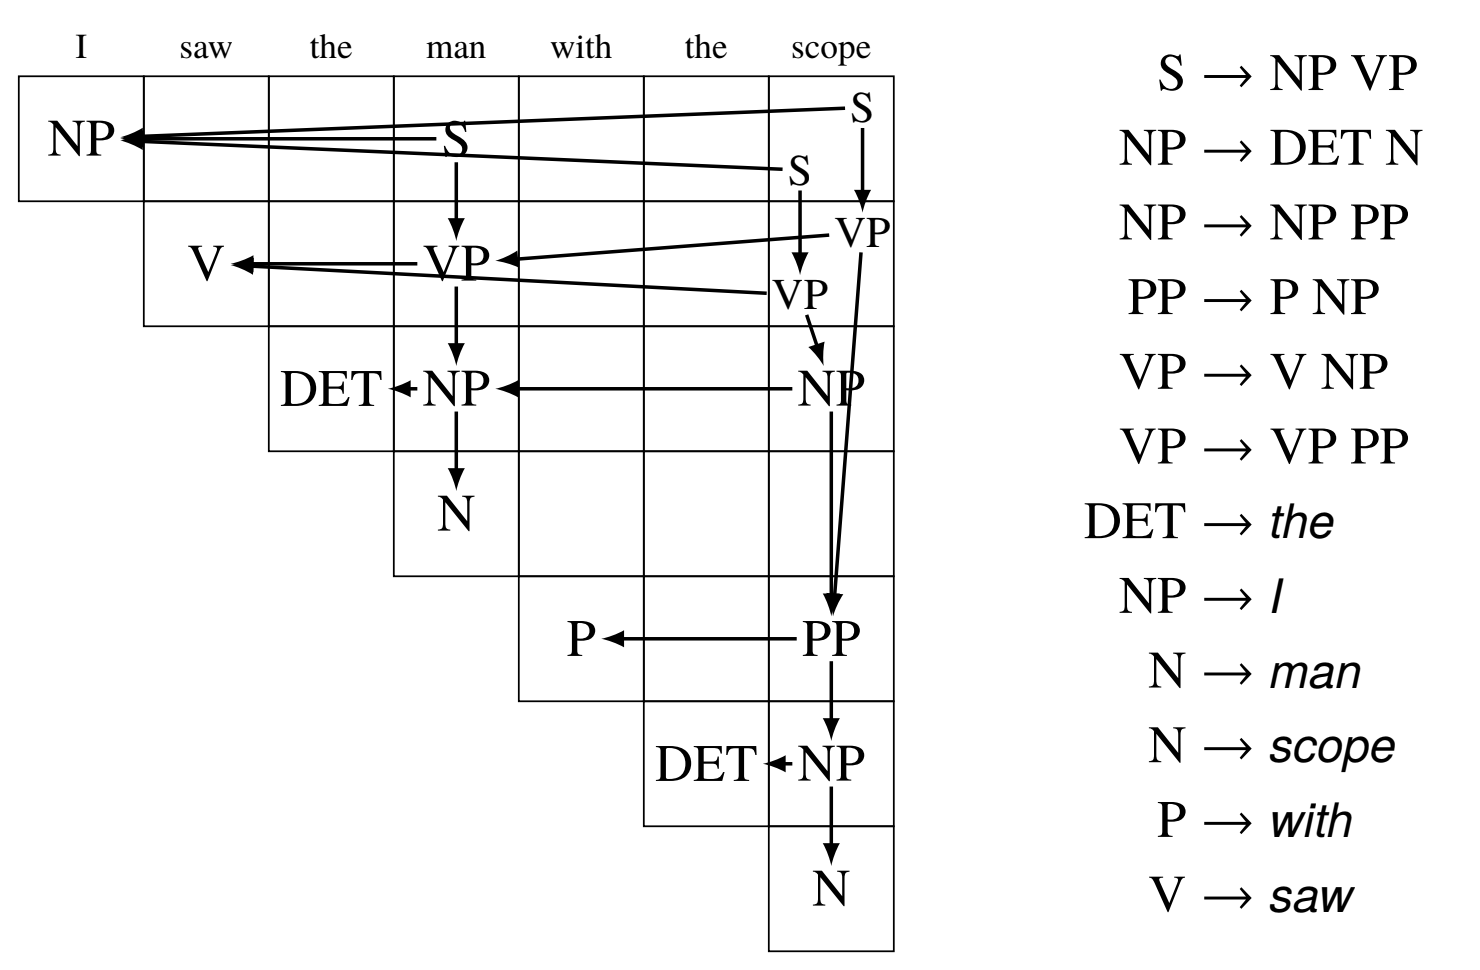 I saw the man with the scope
S
NP S
S
VP
V VP
VP
DET NP NP
N
P PP
DET NP
N
S → NP VP
NP → DET N
NP → NP PP
PP → P NP
VP → V NP
VP → VP PP
DET → the
NP → I
N → man
N → scope
P → with
V → saw